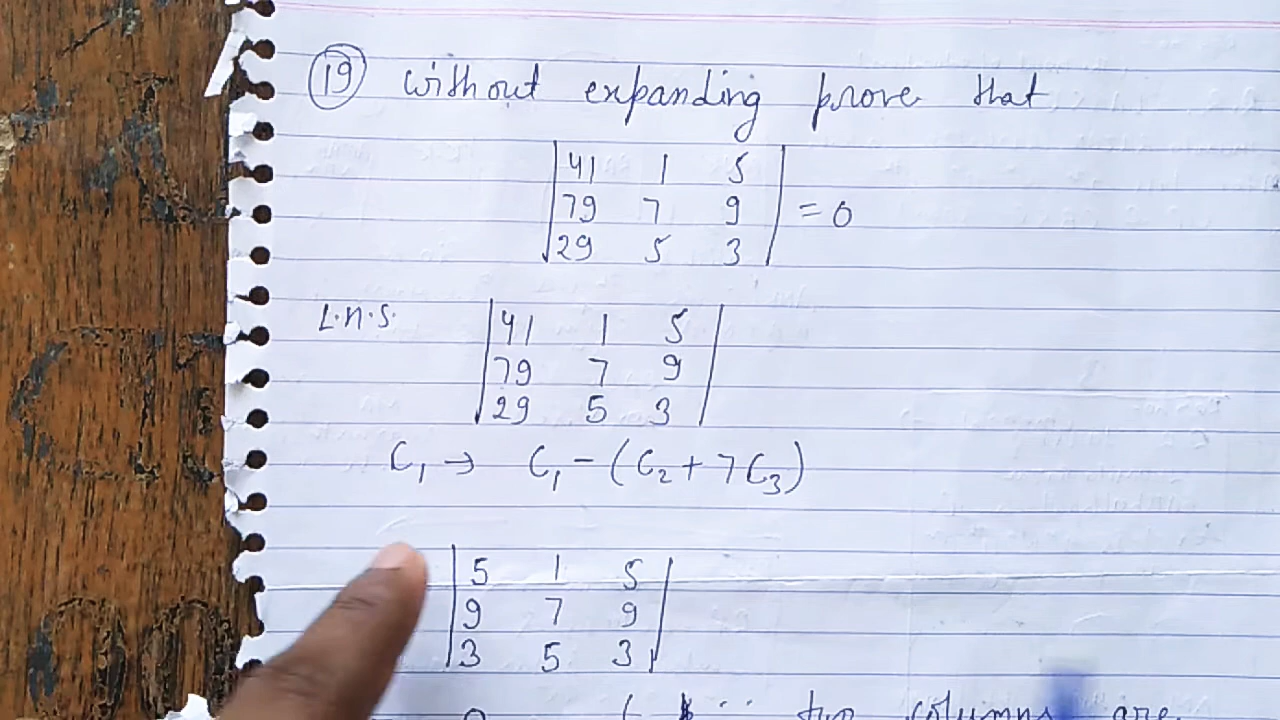 19 without expanding prove that
| 41 1 5 |
| 79 7 9 | = 0
| 29 5 3 |
L.H.S. | 41 1 5 |
| 79 7 9 |
| 29 5 3 |
C₁ → C₁ - (C₂ + 7C₃)
| 5 1 5 |
| 9 7 9 |
| 3 5 3 |
two columns are